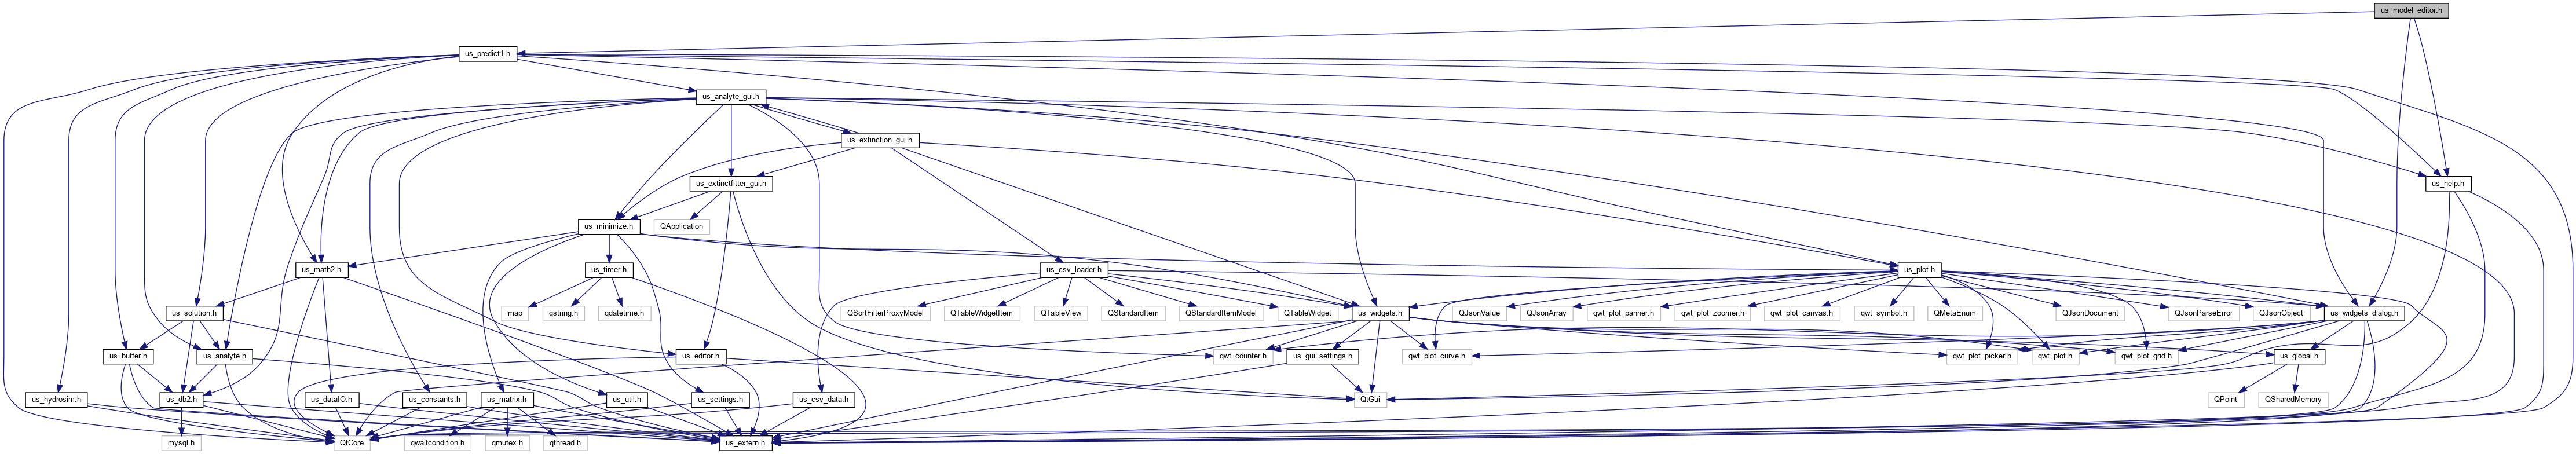 us_model_editor.h
us_predict1.h
us_analyte_gui.h
us_extinction_gui.h
us_extinctfitter_gui.h
us_help.h
us_minimize.h
QApplication
us_math2.h
us_timer.h
us_csv_loader.h
us_plot.h
us_solution.h
map
qstring.h
qdatetime.h
QSortFilterProxyModel
QTableWidgetItem
QTableView
QStandardItem
QStandardItemModel
QTableWidget
us_widgets.h
qwt_plot_curve.h
QJsonValue
QJsonArray
qwt_plot_panner.h
qwt_plot_zoomer.h
qwt_plot_canvas.h
qwt_symbol.h
QMetaEnum
QJsonDocument
QJsonParseError
QJsonObject
us_widgets_dialog.h
us_buffer.h
us_analyte.h
us_editor.h
qwt_counter.h
us_gui_settings.h
qwt_plot_picker.h
qwt_plot.h
qwt_plot_grid.h
us_global.h
us_hydrosim.h
us_db2.h
us_dataIO.h
us_constants.h
us_matrix.h
us_util.h
us_settings.h
us_csv_data.h
QtGui
QPoint
QSharedMemory
mysql.h
QtCore
qwaitcondition.h
qmutex.h
qthread.h
us_extern.h